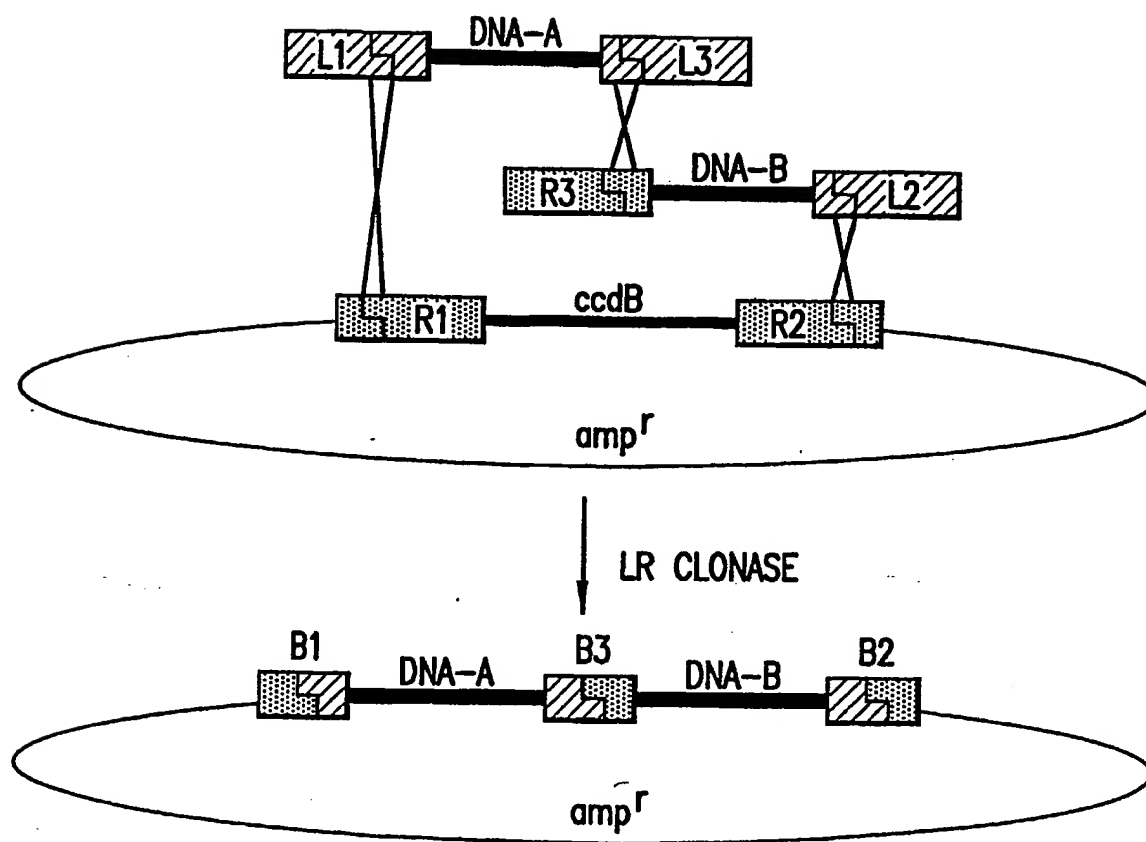 DNA-A
L1
L3
DNA-B
R3
L2
ccdB
R1
R2
amp^r
LR CLONASE
B1
B3
B2
DNA-A
DNA-B
amp^r